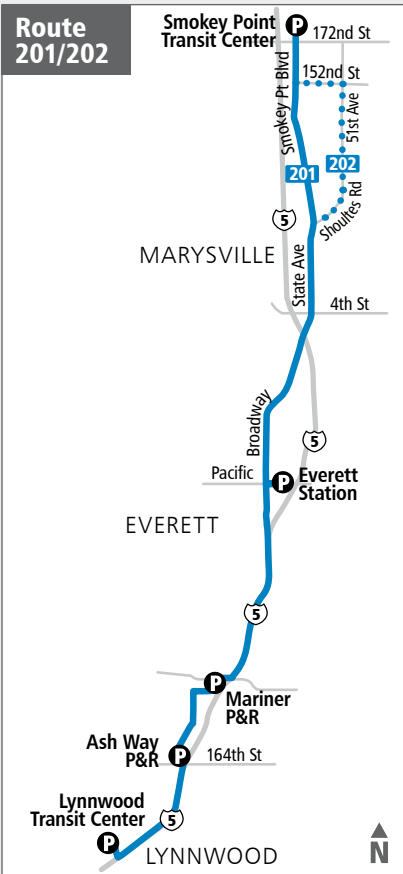 Route
201/202
Smokey Point
Transit Center
P
172nd St
Smokey Pt Blvd
152nd St
51st Ave
201
202
Shoultes Rd
5
MARYSVILLE
State Ave
4th St
Broadway
5
Pacific
P
Everett
Station
EVERETT
5
P
Mariner
P&R
Ash Way
P&R
P
164th St
Lynnwood
Transit Center
P
5
LYNNWOOD
N